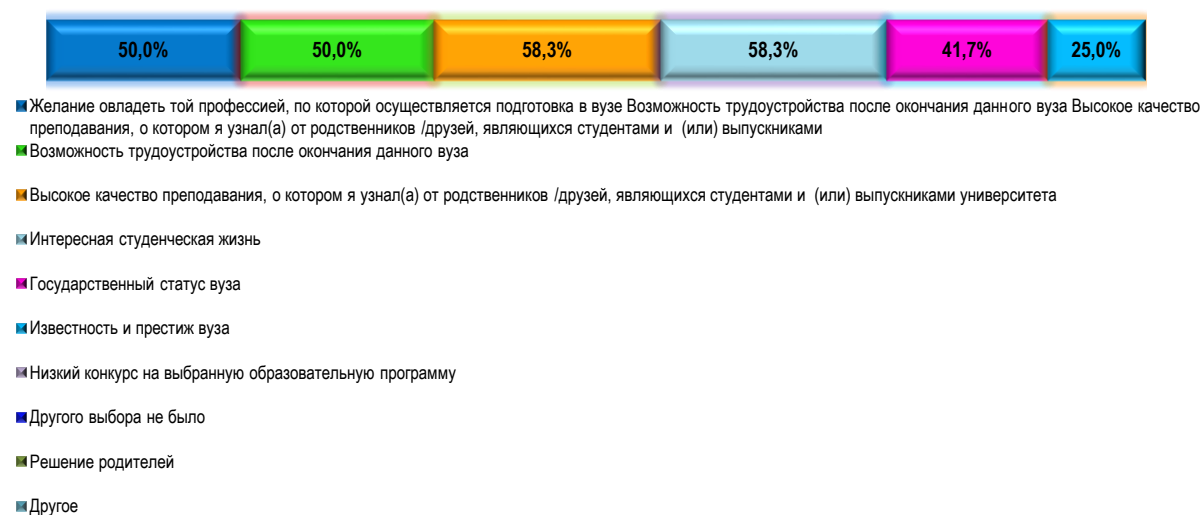 50,0% 50,0% 58,3% 58,3% 41,7% 25,0%
Желание овладеть той профессией, по которой осуществляется подготовка в вузе Возможность трудоустройства после окончания данного вуза Высокое качество
преподавания, о котором я узнал(а) от родственников /друзей, являющихся студентами и (или) выпускниками
Возможность трудоустройства после окончания данного вуза
Высокое качество преподавания, о котором я узнал(а) от родственников /друзей, являющихся студентами и (или) выпускниками университета
Интересная студенческая жизнь
Государственный статус вуза
Известность и престиж вуза
Низкий конкурс на выбранную образовательную программу
Другого выбора не было
Решение родителей
Другое